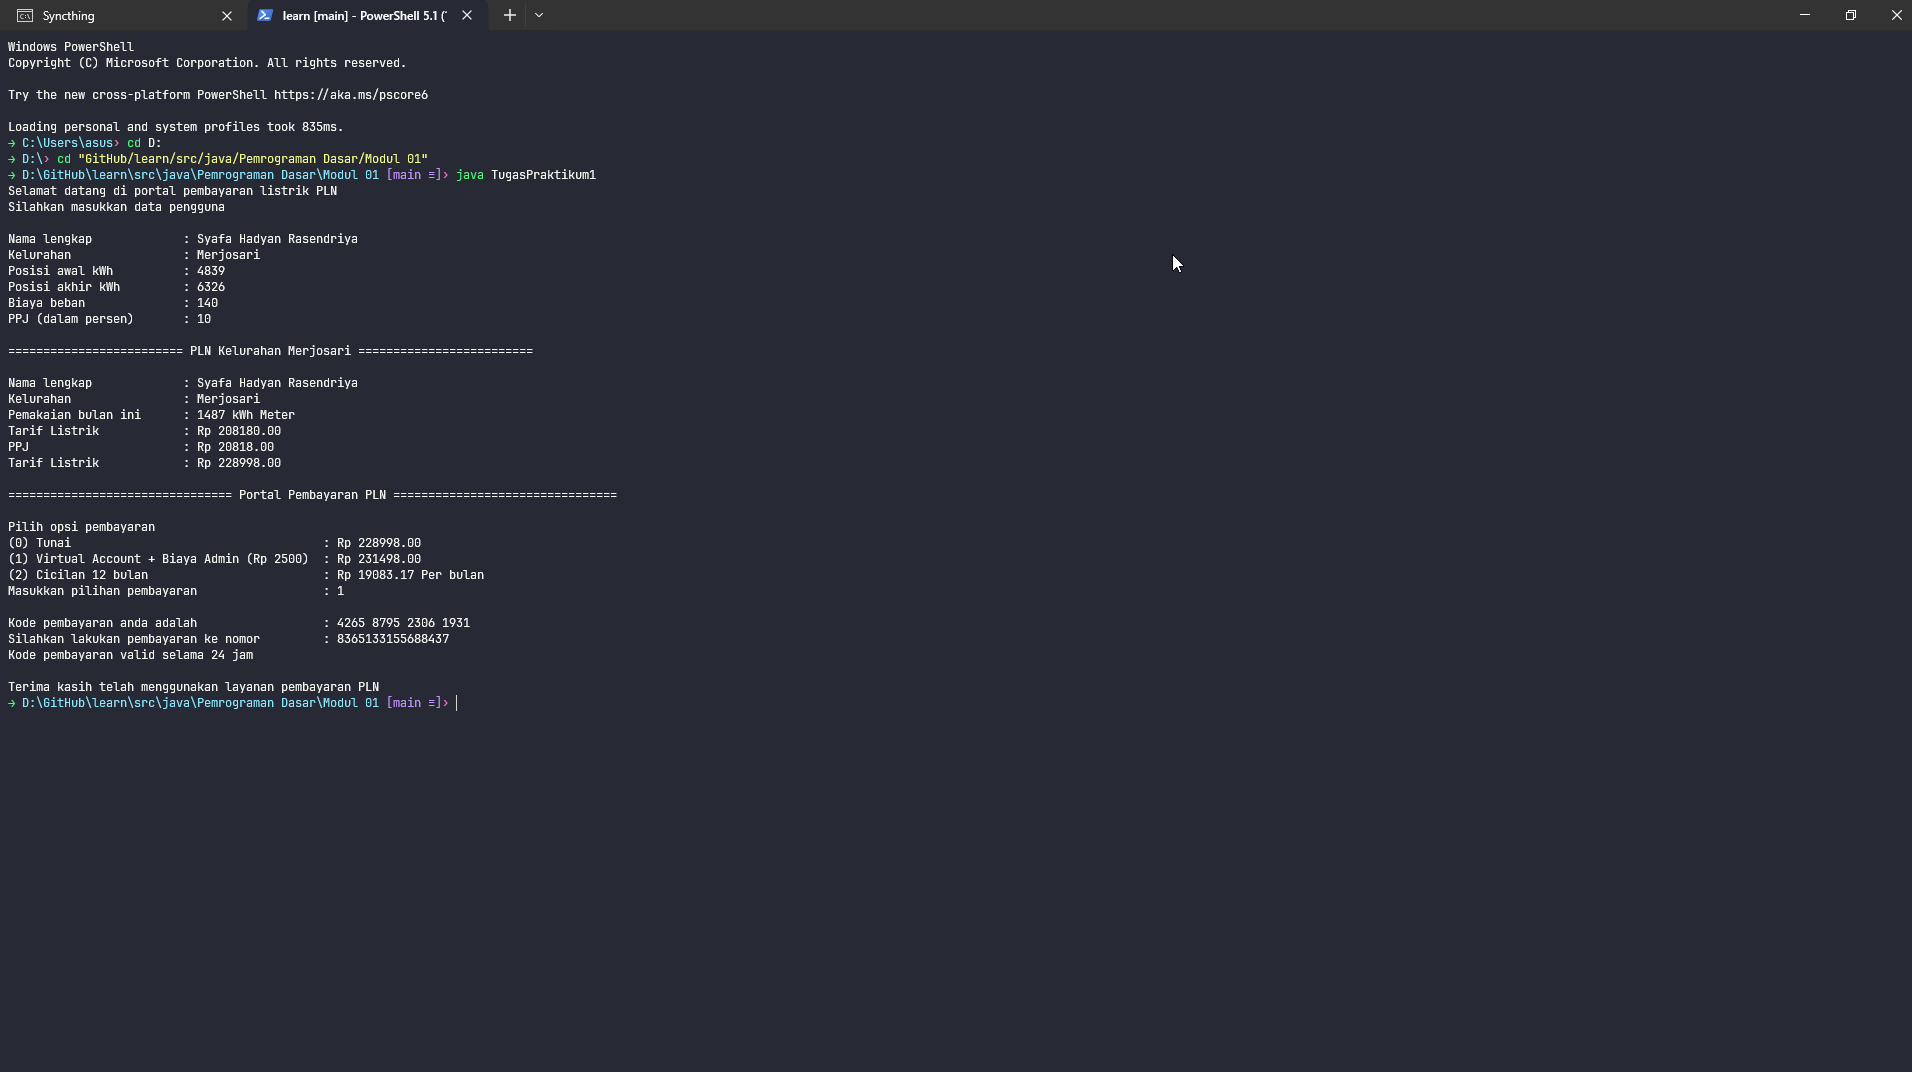 Syncthing
learn [main] - PowerShell 5.1 ('
Windows PowerShell
Copyright (C) Microsoft Corporation. All rights reserved.
Try the new cross-platform PowerShell https://aka.ms/pscore6
Loading personal and system profiles took 835ms.
→ C:\Users\asus› cd D:
→ D:\› cd "GitHub/learn/src/java/Pemrograman Dasar/Modul 01"
→ D:\GitHub\learn\src\java\Pemrograman Dasar\Modul 01 [main ≡]› java TugasPraktikum1
Selamat datang di portal pembayaran listrik PLN
Silahkan masukkan data pengguna
Nama lengkap : Syafa Hadyan Rasendriya
Kelurahan : Merjosari
Posisi awal kWh : 4839
Posisi akhir kWh : 6326
Biaya beban : 140
PPJ (dalam persen) : 10
========================= PLN Kelurahan Merjosari =========================
Nama lengkap : Syafa Hadyan Rasendriya
Kelurahan : Merjosari
Pemakaian bulan ini : 1487 kWh Meter
Tarif Listrik : Rp 208180.00
PPJ : Rp 20818.00
Tarif Listrik : Rp 228998.00
================================ Portal Pembayaran PLN ================================
Pilih opsi pembayaran
(0) Tunai : Rp 228998.00
(1) Virtual Account + Biaya Admin (Rp 2500) : Rp 231498.00
(2) Cicilan 12 bulan : Rp 19083.17 Per bulan
Masukkan pilihan pembayaran : 1
Kode pembayaran anda adalah : 4265 8795 2306 1931
Silahkan lakukan pembayaran ke nomor : 8365133155688437
Kode pembayaran valid selama 24 jam
Terima kasih telah menggunakan layanan pembayaran PLN
→ D:\GitHub\learn\src\java\Pemrograman Dasar\Modul 01 [main ≡]›